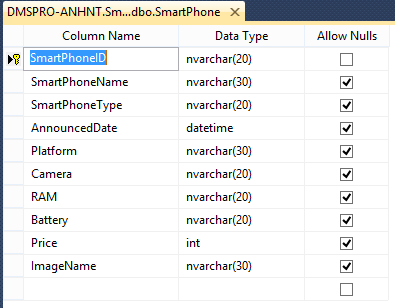 DMSPRO-ANHNT.Sm...dbo.SmartPhone
Column Name Data Type Allow Nulls
SmartPhoneID nvarchar(20)
SmartPhoneName nvarchar(30)
SmartPhoneType nvarchar(20)
AnnouncedDate datetime
Platform nvarchar(30)
Camera nvarchar(20)
RAM nvarchar(20)
Battery nvarchar(20)
Price int
ImageName nvarchar(30)